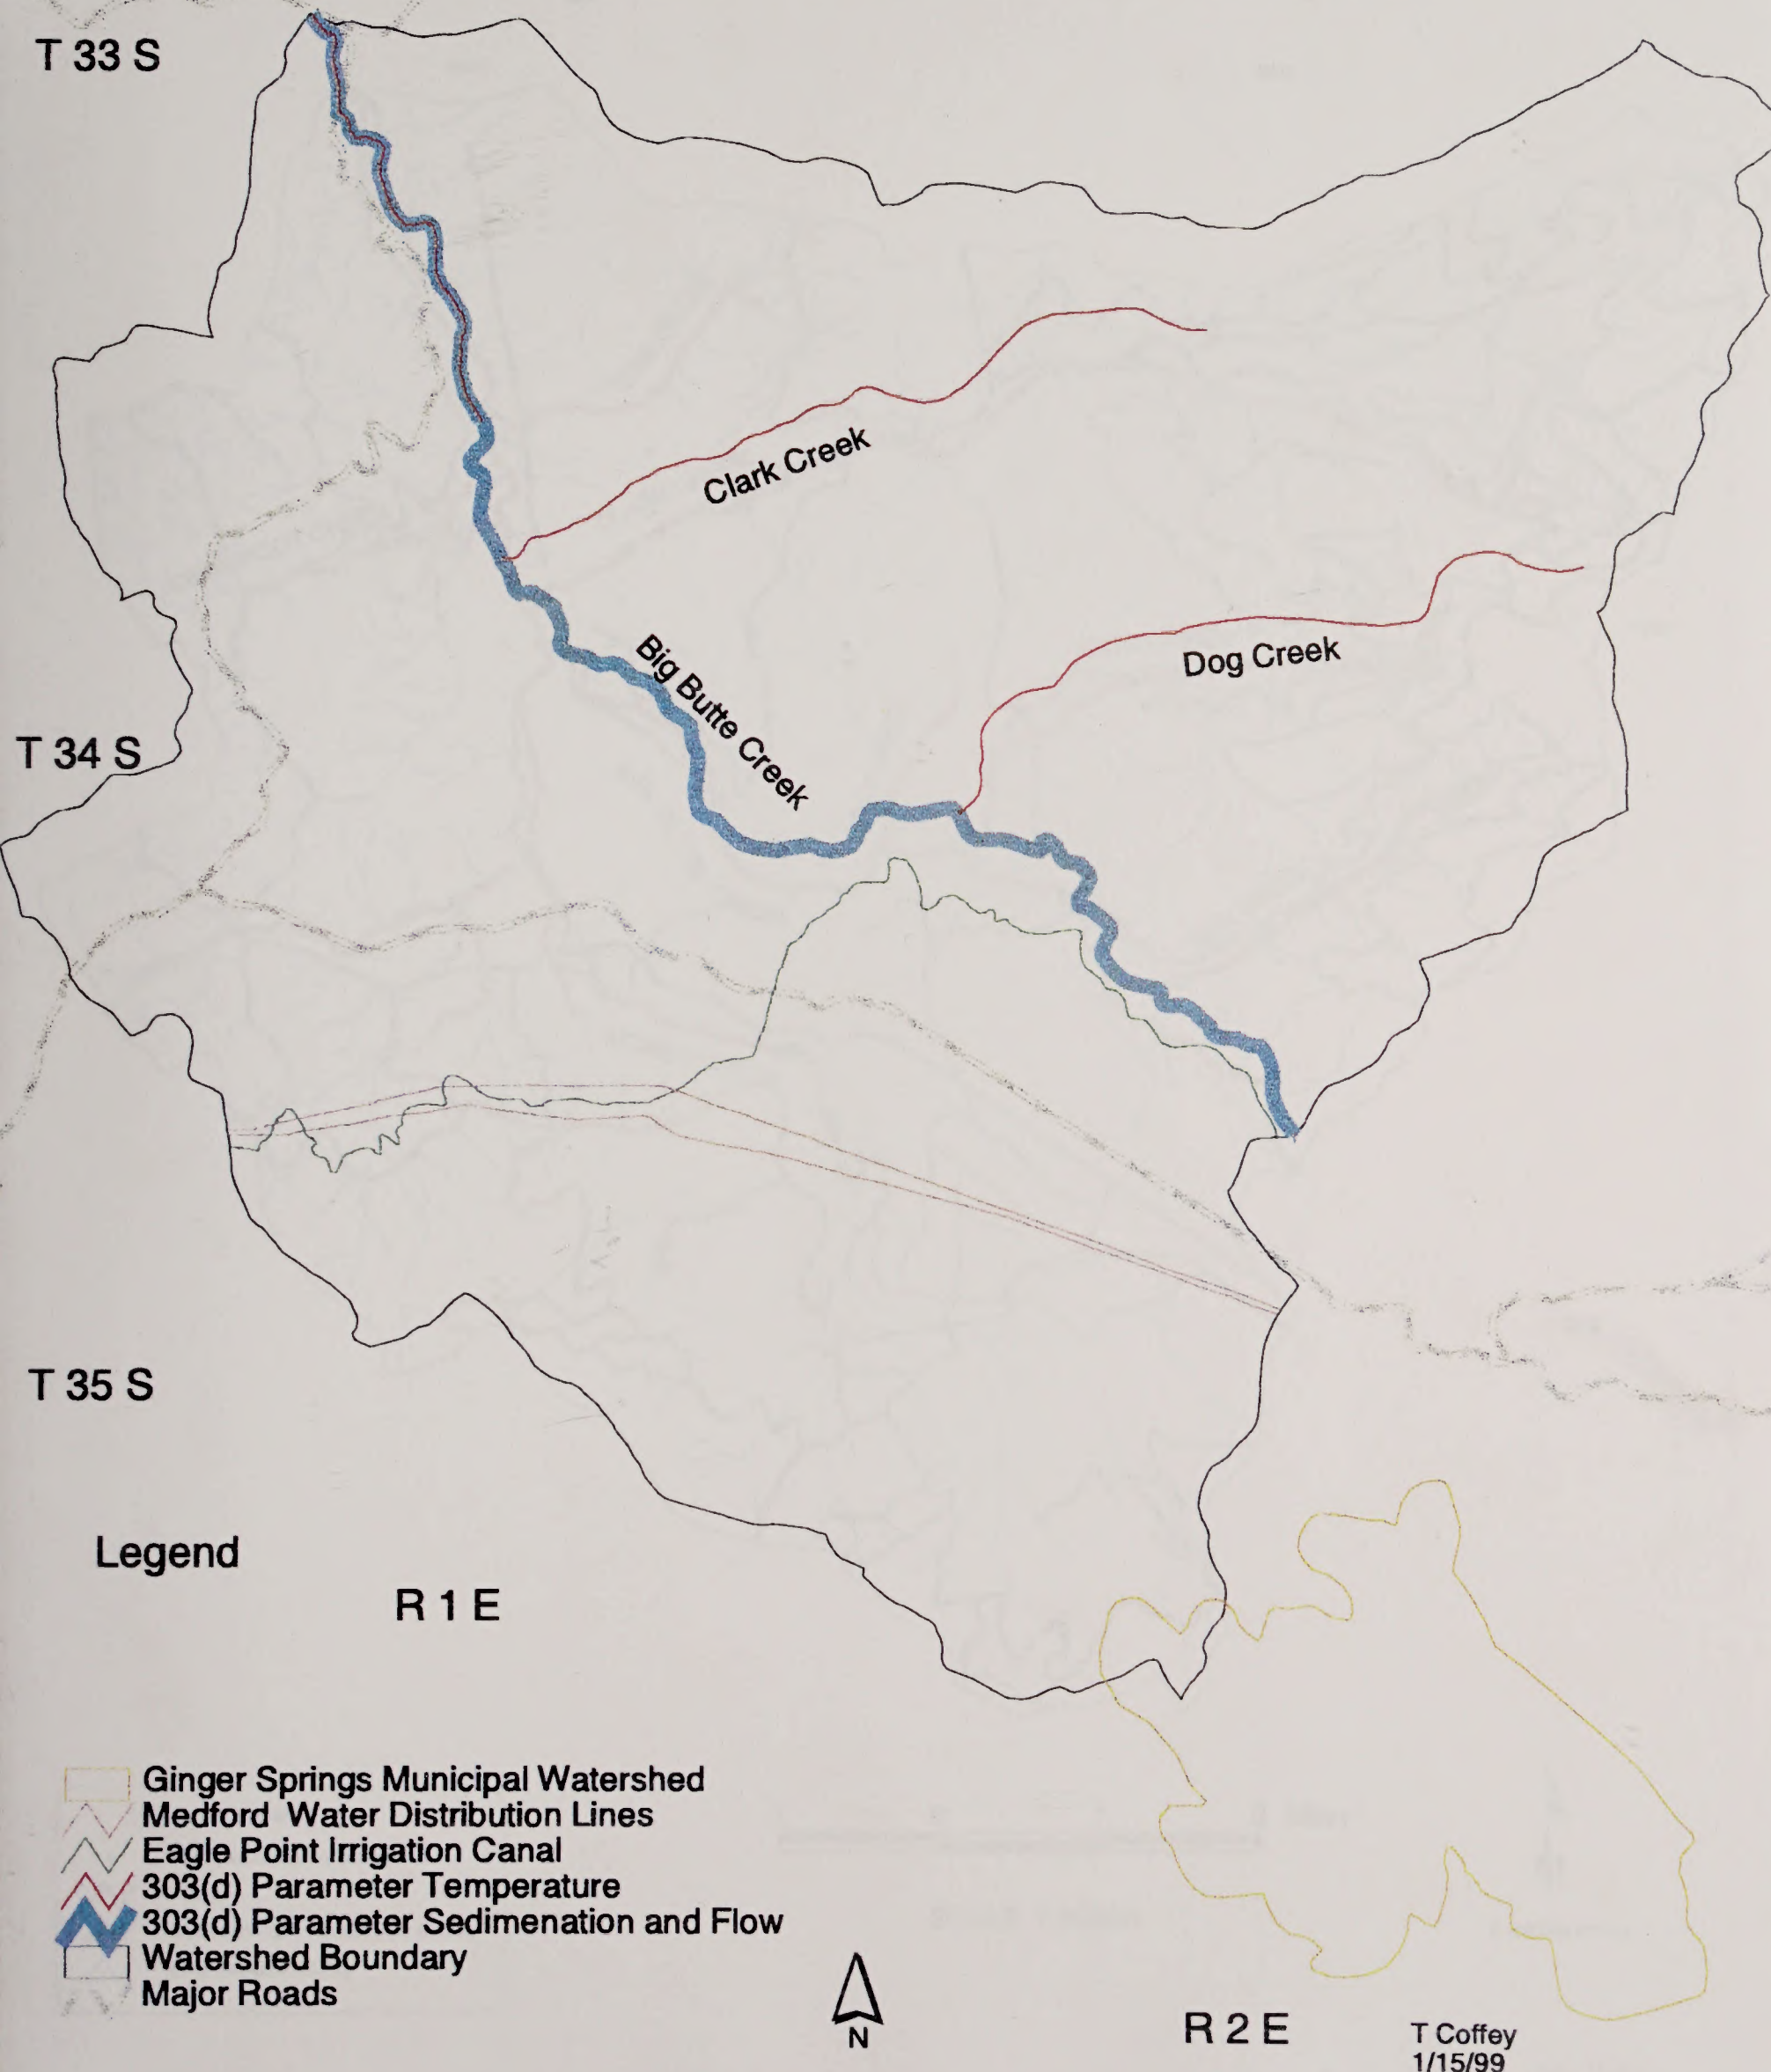 T 33 S
Clark Creek
Dog Creek
Big Butte Creek
T 34 S
T 35 S
Legend
R 1 E
Ginger Springs Municipal Watershed
Medford Water Distribution Lines
Eagle Point Irrigation Canal
303(d) Parameter Temperature
303(d) Parameter Sedimenation and Flow
Watershed Boundary
Major Roads
N
R 2 E
T Coffey
1/15/99